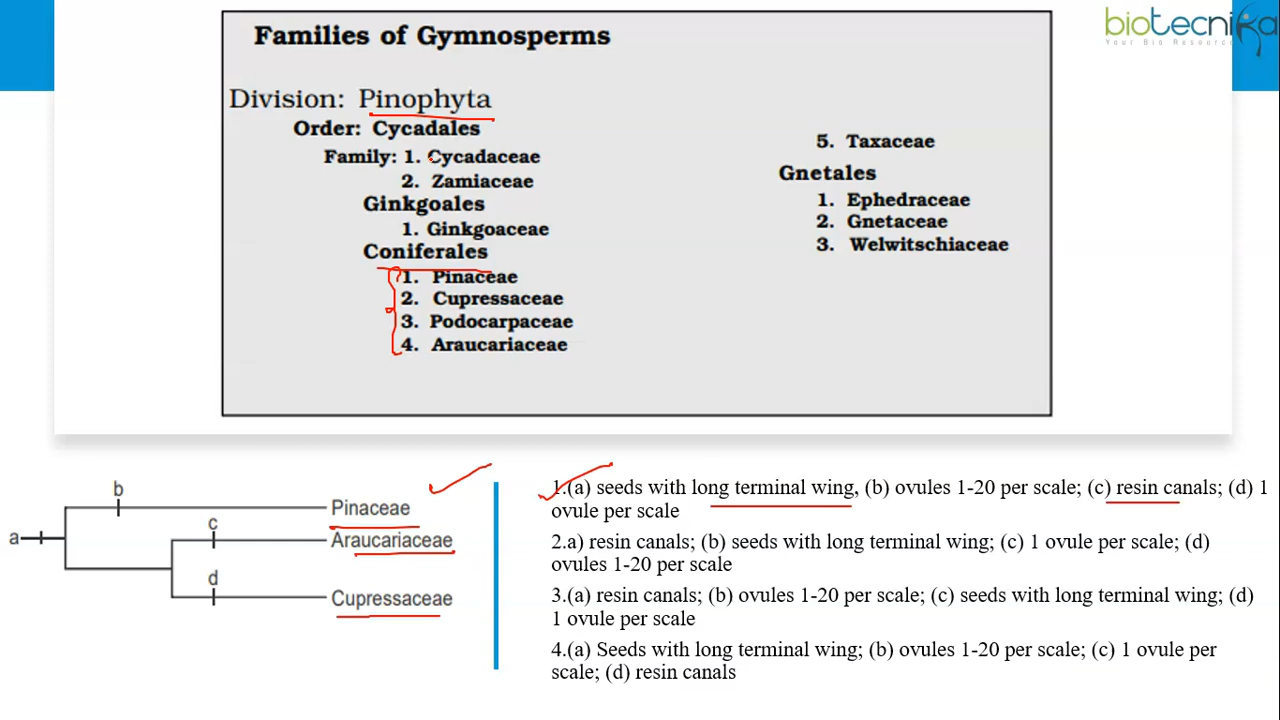 biotecnika
Your Bio Resource
Families of Gymnosperms
Division: Pinophyta
Order: Cycadales
Family: 1. Cycadaceae
2. Zamiaceae
Ginkgoales
1. Ginkgoaceae
Coniferales
1. Pinaceae
2. Cupressaceae
3. Podocarpaceae
4. Araucariaceae
5. Taxaceae
Gnetales
1. Ephedraceae
2. Gnetaceae
3. Welwitschiaceae
b
Pinaceae
c
a
Araucariaceae
d
Cupressaceae
1.(a) seeds with long terminal wing, (b) ovules 1-20 per scale; (c) resin canals; (d) 1
ovule per scale
2.a) resin canals; (b) seeds with long terminal wing; (c) 1 ovule per scale; (d)
ovules 1-20 per scale
3.(a) resin canals; (b) ovules 1-20 per scale; (c) seeds with long terminal wing; (d)
1 ovule per scale
4.(a) Seeds with long terminal wing; (b) ovules 1-20 per scale; (c) 1 ovule per
scale; (d) resin canals